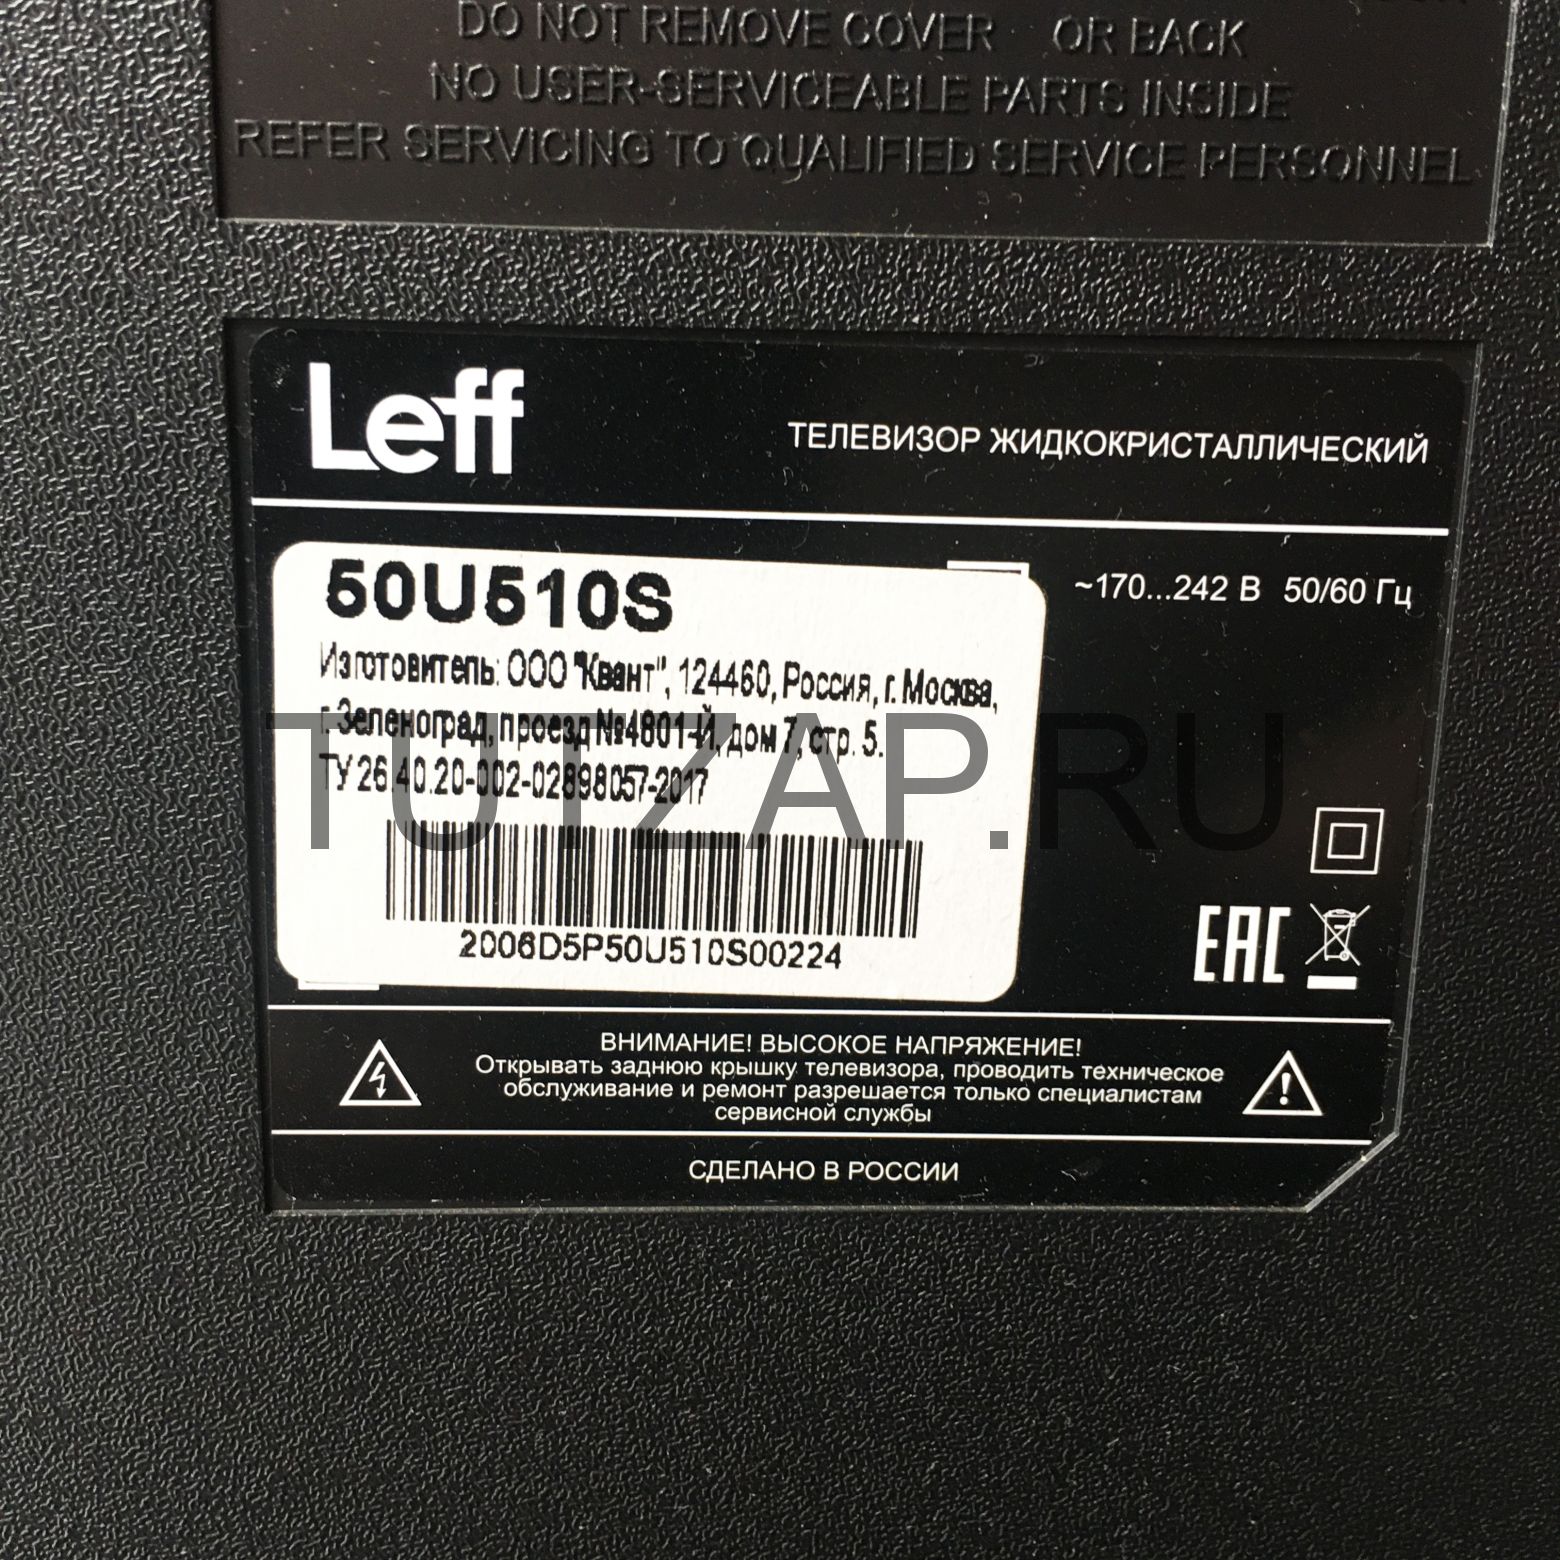 DO NOT REMOVE COVER OR BACK
NO USER-SERVICEABLE PARTS INSIDE
REFER SERVICING TO QUALIFIED SERVICE PERSONNEL
Leff
ТЕЛЕВИЗОР ЖИДКОКРИСТАЛЛИЧЕСКИЙ
50U510S
~170...242 В 50/60 Гц
Изготовитель: ООО "Квант", 124460, Россия, г. Москва,
г. Зеленоград, проезд №4801-Й, дом 7, стр. 5.
ТУ 26.40.20-002-02898057-2017
TUTZAP.RU
2006D5P50U510S00224
EAC
ВНИМАНИЕ! ВЫСОКОЕ НАПРЯЖЕНИЕ!
Открывать заднюю крышку телевизора, проводить техническое
обслуживание и ремонт разрешается только специалистам
сервисной службы
СДЕЛАНО В РОССИИ